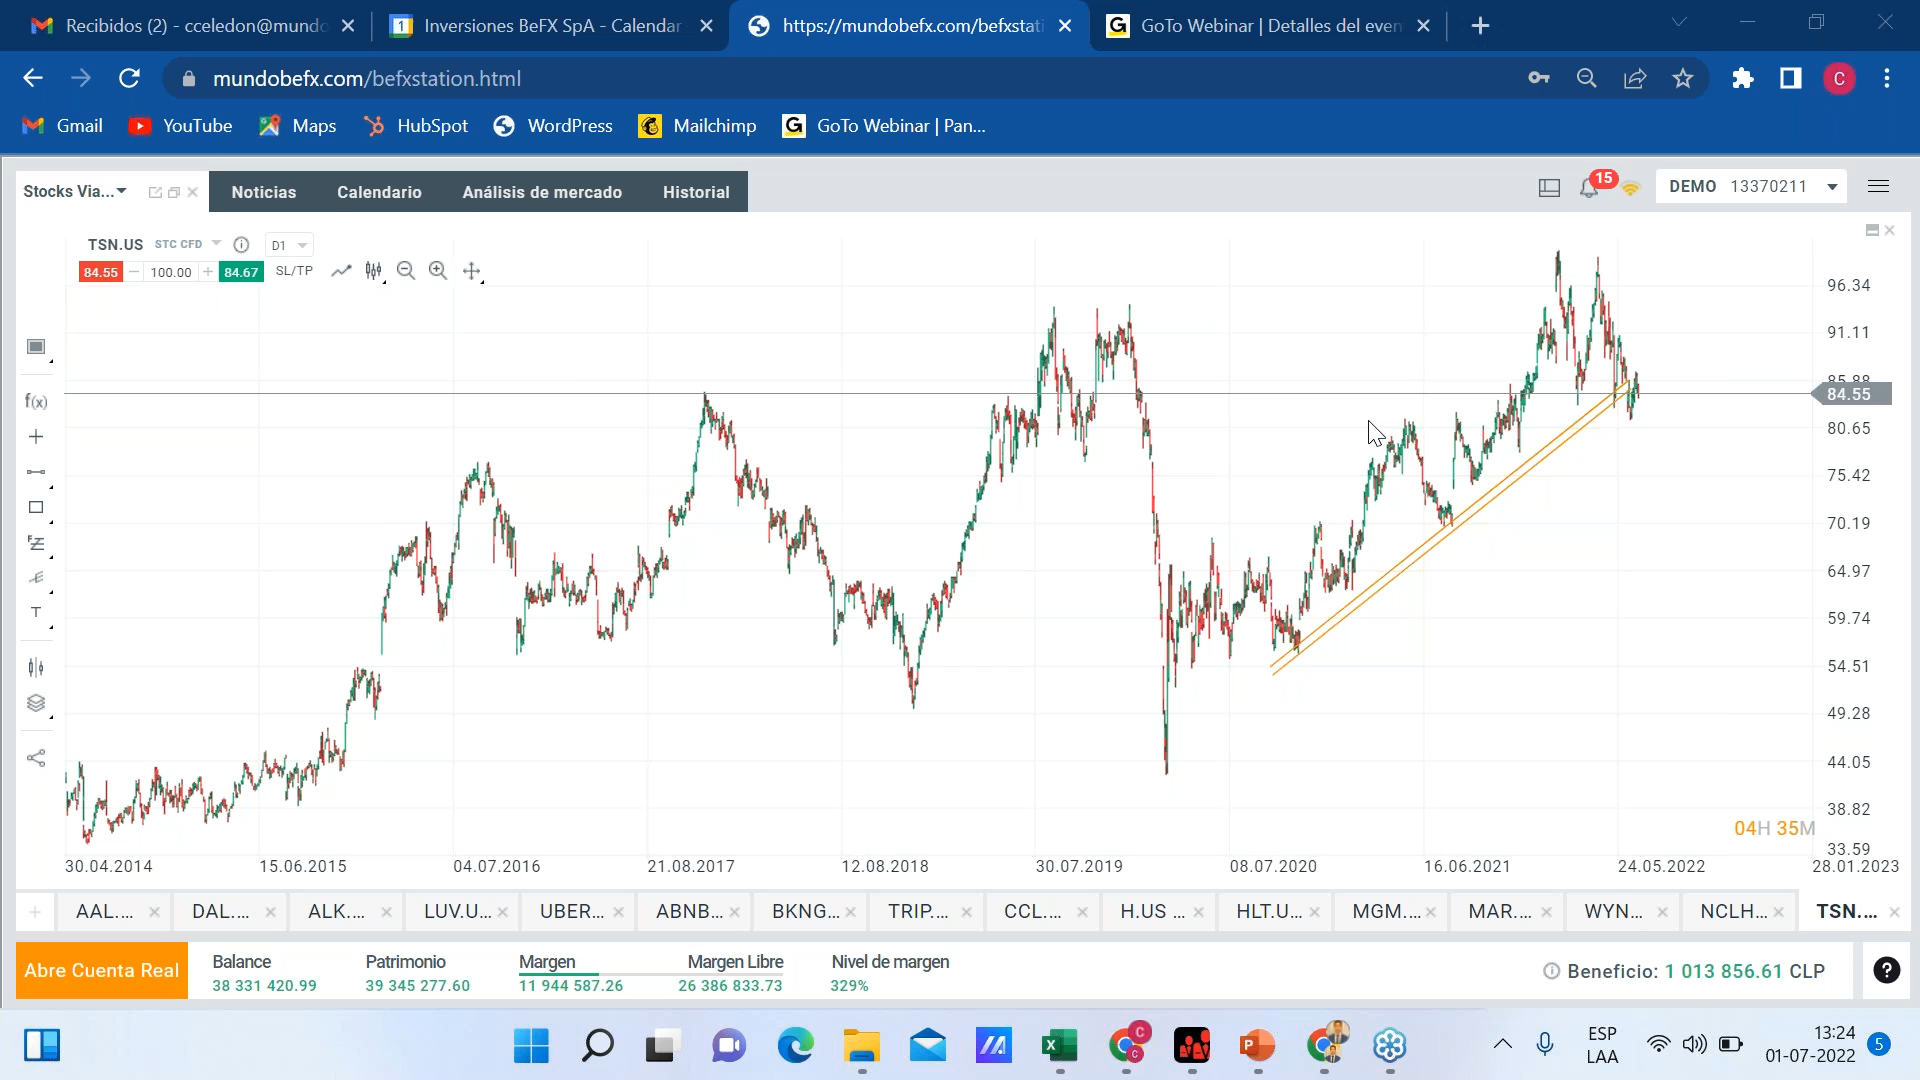 Recibidos (2) - cceledon@mundo
Inversiones BeFX SpA - Calendar
https://mundobefx.com/befxstati
GoTo Webinar | Detalles del even
mundobefx.com/befxstation.html
C
Gmail
YouTube
Maps
HubSpot
WordPress
Mailchimp
GoTo Webinar | Pan...
Stocks Via...
Noticias
Calendario
Análisis de mercado
Historial
15
DEMO 13370211
TSN.US STC CFD
D1
84.55
100.00
84.67
SL/TP
96.34
91.11
85.88
84.55
80.65
75.42
70.19
64.97
59.74
54.51
49.28
44.05
38.82
33.59
f(x)
T
04H 35M
30.04.2014
15.06.2015
04.07.2016
21.08.2017
12.08.2018
30.07.2019
08.07.2020
16.06.2021
24.05.2022
28.01.2023
AAL....
DAL....
ALK....
LUV.U...
UBER...
ABNB...
BKNG...
TRIP....
CCL....
H.US ...
HLT.U...
MGM....
MAR....
WYN...
NCLH...
TSN....
Abre Cuenta Real
Balance
38 331 420.99
Patrimonio
39 345 277.60
Margen
11 944 587.26
Margen Libre
26 386 833.73
Nivel de margen
329%
Beneficio: 1 013 856.61 CLP
ESP
LAA
13:24
01-07-2022
5